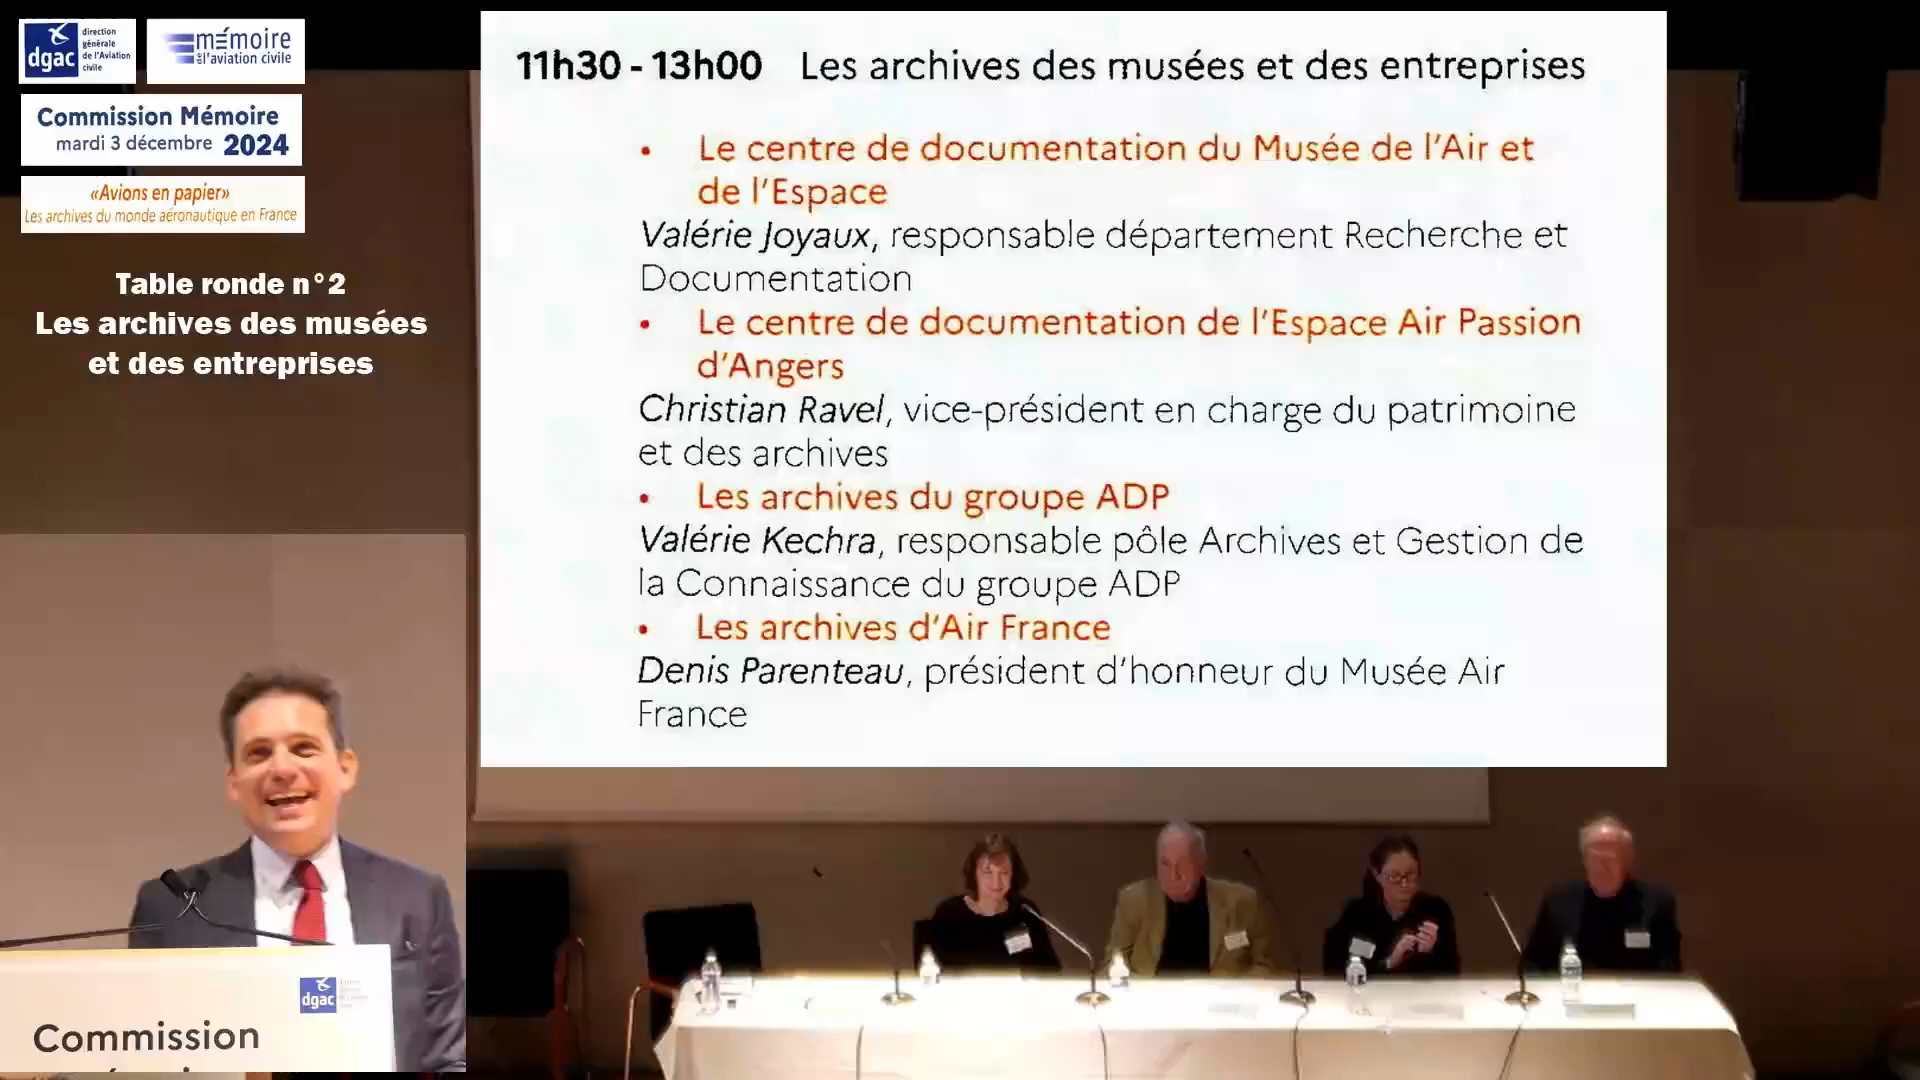 dgac
direction
générale
de l'Aviation
civile
mémoire
de l'aviation civile
Commission Mémoire
mardi 3 décembre 2024
«Avions en papier»
Les archives du monde aéronautique en France
Table ronde n°2
Les archives des musées
et des entreprises
11h30 - 13h00 Les archives des musées et des entreprises
• Le centre de documentation du Musée de l'Air et
de l'Espace
Valérie Joyaux, responsable département Recherche et
Documentation
• Le centre de documentation de l'Espace Air Passion
d'Angers
Christian Ravel, vice-président en charge du patrimoine
et des archives
• Les archives du groupe ADP
Valérie Kechra, responsable pôle Archives et Gestion de
la Connaissance du groupe ADP
• Les archives d'Air France
Denis Parenteau, président d'honneur du Musée Air
France
dgac
Commission